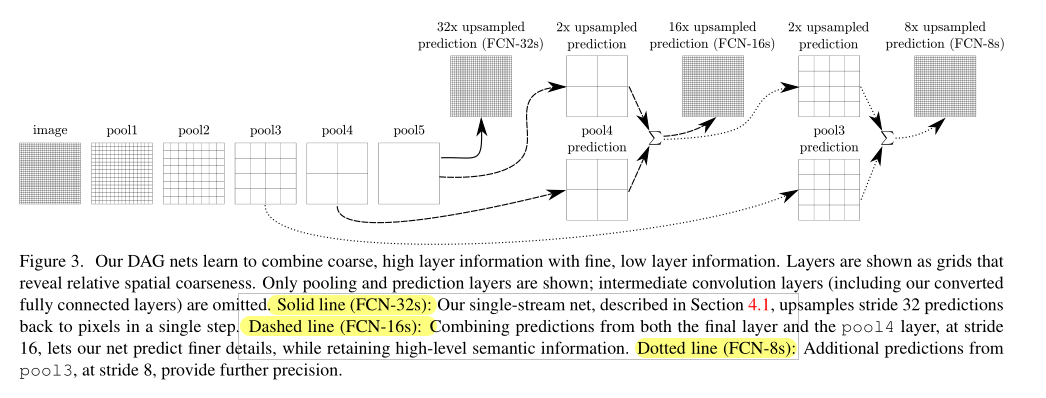 32x upsampled
prediction (FCN-32s)
2x upsampled
prediction
16x upsampled
prediction (FCN-16s)
2x upsampled
prediction
8x upsampled
prediction (FCN-8s)
image
pool1
pool2
pool3
pool4
pool5
pool4
prediction
pool3
prediction
Σ
Σ
Figure 3. Our DAG nets learn to combine coarse, high layer information with fine, low layer information. Layers are shown as grids that
reveal relative spatial coarseness. Only pooling and prediction layers are shown; intermediate convolution layers (including our converted
fully connected layers) are omitted. Solid line (FCN-32s): Our single-stream net, described in Section 4.1, upsamples stride 32 predictions
back to pixels in a single step. Dashed line (FCN-16s): Combining predictions from both the final layer and the pool4 layer, at stride
16, lets our net predict finer details, while retaining high-level semantic information. Dotted line (FCN-8s): Additional predictions from
pool3, at stride 8, provide further precision.